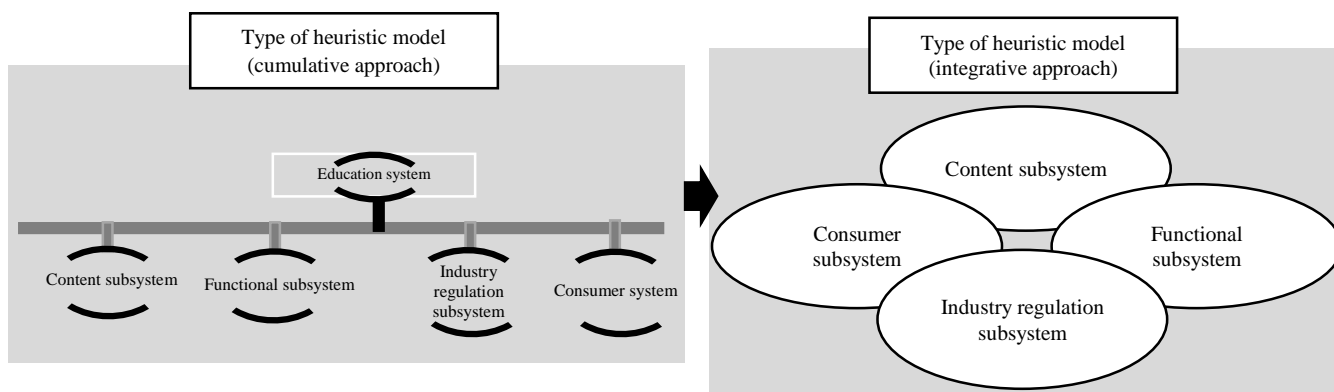 Type of heuristic model
(cumulative approach)
Education system
Content subsystem
Functional subsystem
Industry
regulation
subsystem
Consumer system
Type of heuristic model
(integrative approach)
Content subsystem
Consumer
subsystem
Functional
subsystem
Industry regulation
subsystem